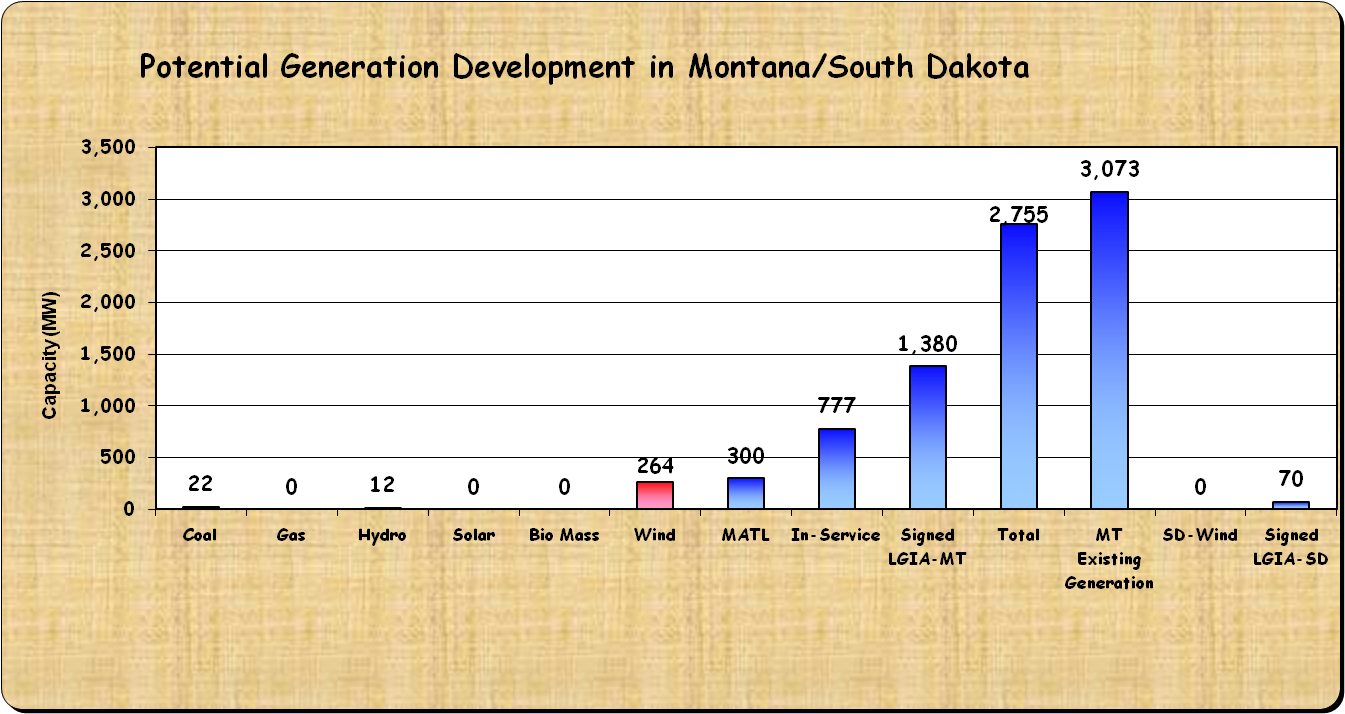 Potential Generation Development in Montana/South Dakota
3,500
3,000
2,500
2,000
1,500
1,000
500
0
Capacity (MW)
22
0
12
0
0
264
300
777
1,380
2,755
3,073
0
70
Coal
Gas
Hydro
Solar
Bio Mass
Wind
MATL
In-Service
Signed
LGIA-MT
Total
MT
Existing
Generation
SD-Wind
Signed
LGIA-SD